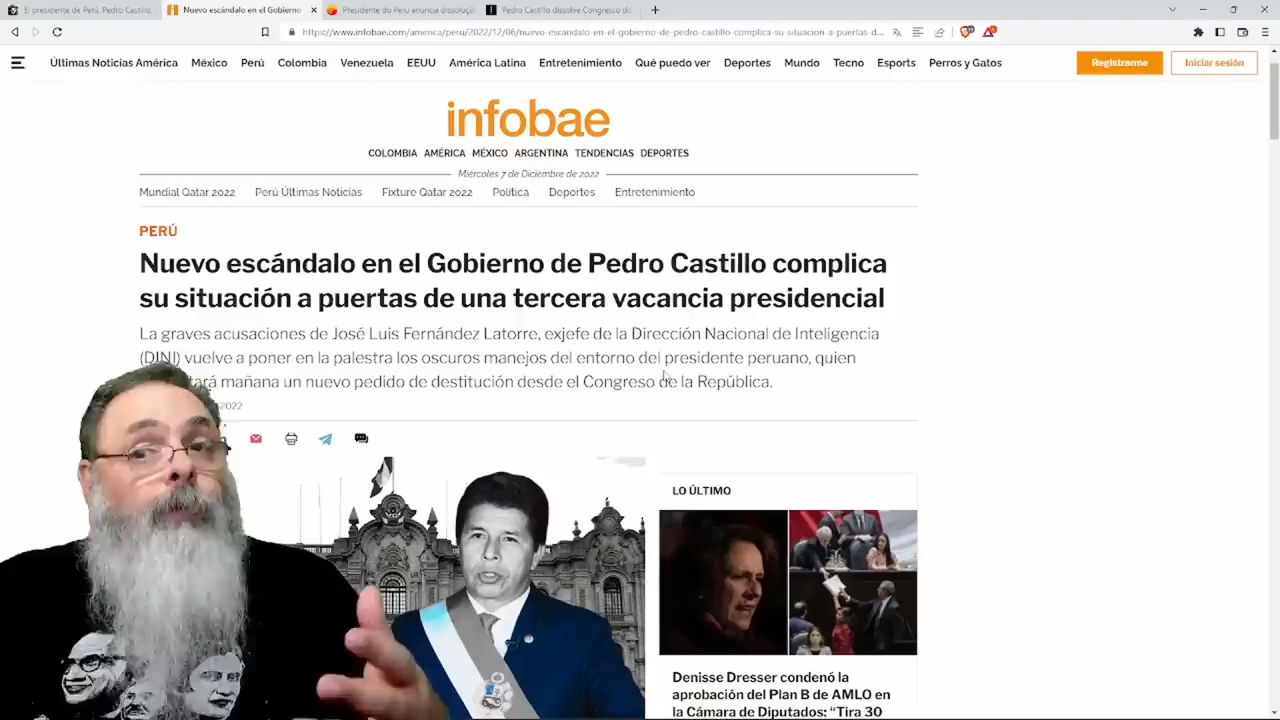 El presidente de Perú, Pedro Castillo,
Nuevo escándalo en el Gobierno
Presidente do Peru anuncia dissoluçã
Pedro Castillo dissolve Congresso do
https://www.infobae.com/america/peru/2022/12/06/nuevo-escandalo-en-el-gobierno-de-pedro-castillo-complica-su-situacion-a-puertas-d...
Últimas Noticias América México Perú Colombia Venezuela EEUU América Latina Entretenimiento Qué puedo ver Deportes Mundo Tecno Esports Perros y Gatos Registrarme Iniciar sesión
infobae
COLOMBIA AMÉRICA MÉXICO ARGENTINA TENDENCIAS DEPORTES
Miércoles 7 de Diciembre de 2022
Mundial Qatar 2022 Perú Últimas Noticias Fixture Qatar 2022 Política Deportes Entretenimiento
PERÚ
Nuevo escándalo en el Gobierno de Pedro Castillo complica
su situación a puertas de una tercera vacancia presidencial
La graves acusaciones de José Luis Fernández Latorre, exjefe de la Dirección Nacional de Inteligencia
(DINI) vuelve a poner en la palestra los oscuros manejos del entorno del presidente peruano, quien
tará mañana un nuevo pedido de destitución desde el Congreso de la República.
2022
LO ÚLTIMO
Denisse Dresser condenó la
aprobación del Plan B de AMLO en
la Cámara de Diputados: “Tira 30